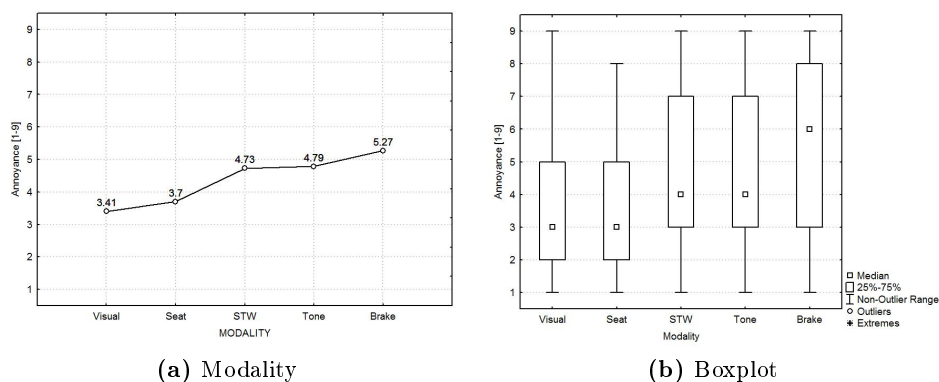 9
8
7
6
5
4
3
2
1
Annoyance [1-9]
3.41
3.7
4.73
4.79
5.27
Visual Seat STW Tone Brake
MODALITY
(a) Modality
9
8
7
6
5
4
3
2
1
Annoyance [1-9]
Visual Seat STW Tone Brake
Modality
Median
25%-75%
Non-Outlier Range
Outliers
Extremes
(b) Boxplot